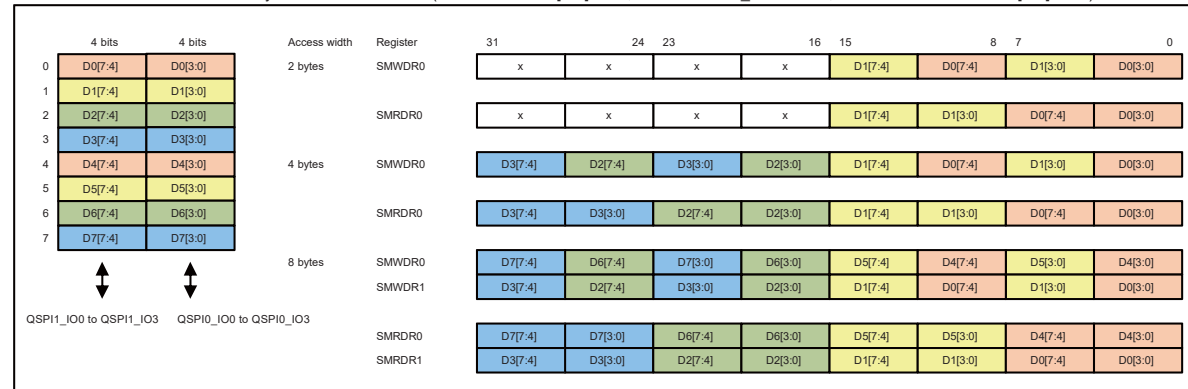 4 bits 4 bits Access width Register 31 24 23 16 15 8 7 0
0 D0[7:4] D0[3:0] 2 bytes SMWDR0 x x x x D1[7:4] D0[7:4] D1[3:0] D0[3:0]
1 D1[7:4] D1[3:0]
2 D2[7:4] D2[3:0] SMRDR0 x x x x D1[7:4] D1[3:0] D0[7:4] D0[3:0]
3 D3[7:4] D3[3:0]
4 D4[7:4] D4[3:0] 4 bytes SMWDR0 D3[7:4] D2[7:4] D3[3:0] D2[3:0] D1[7:4] D0[7:4] D1[3:0] D0[3:0]
5 D5[7:4] D5[3:0]
6 D6[7:4] D6[3:0] SMRDR0 D3[7:4] D3[3:0] D2[7:4] D2[3:0] D1[7:4] D1[3:0] D0[7:4] D0[3:0]
7 D7[7:4] D7[3:0]
8 bytes SMWDR0 D7[7:4] D6[7:4] D7[3:0] D6[3:0] D5[7:4] D4[7:4] D5[3:0] D4[3:0]
SMWDR1 D3[7:4] D2[7:4] D3[3:0] D2[3:0] D1[7:4] D0[7:4] D1[3:0] D0[3:0]
QSPI1_IO0 to QSPI1_IO3 QSPI0_IO0 to QSPI0_IO3
SMRDR0 D7[7:4] D7[3:0] D6[7:4] D6[3:0] D5[7:4] D5[3:0] D4[7:4] D4[3:0]
SMRDR1 D3[7:4] D3[3:0] D2[7:4] D2[3:0] D1[7:4] D1[3:0] D0[7:4] D0[3:0]